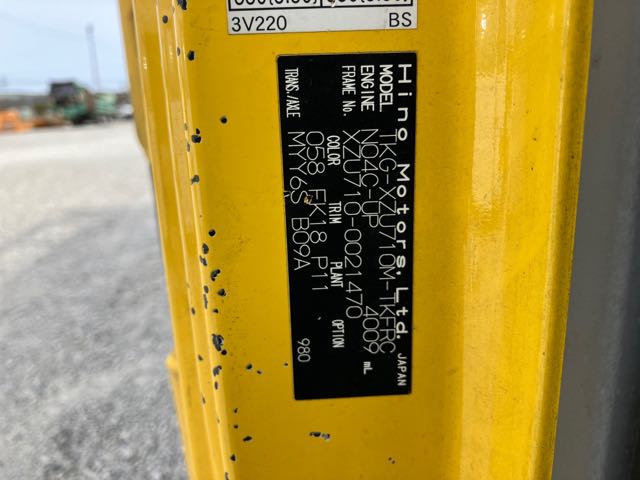 3V220 BS
Hino Motors, Ltd. JAPAN
MODEL TKG-XZU710M-TKFRC
ENGINE N04C-UP 4009 mL
FRAME No. XZU710-0021470
COLOR TRIM PLANT OPTION
058 FK18 P11 980
TRANS./AXLE MYY6S B09A